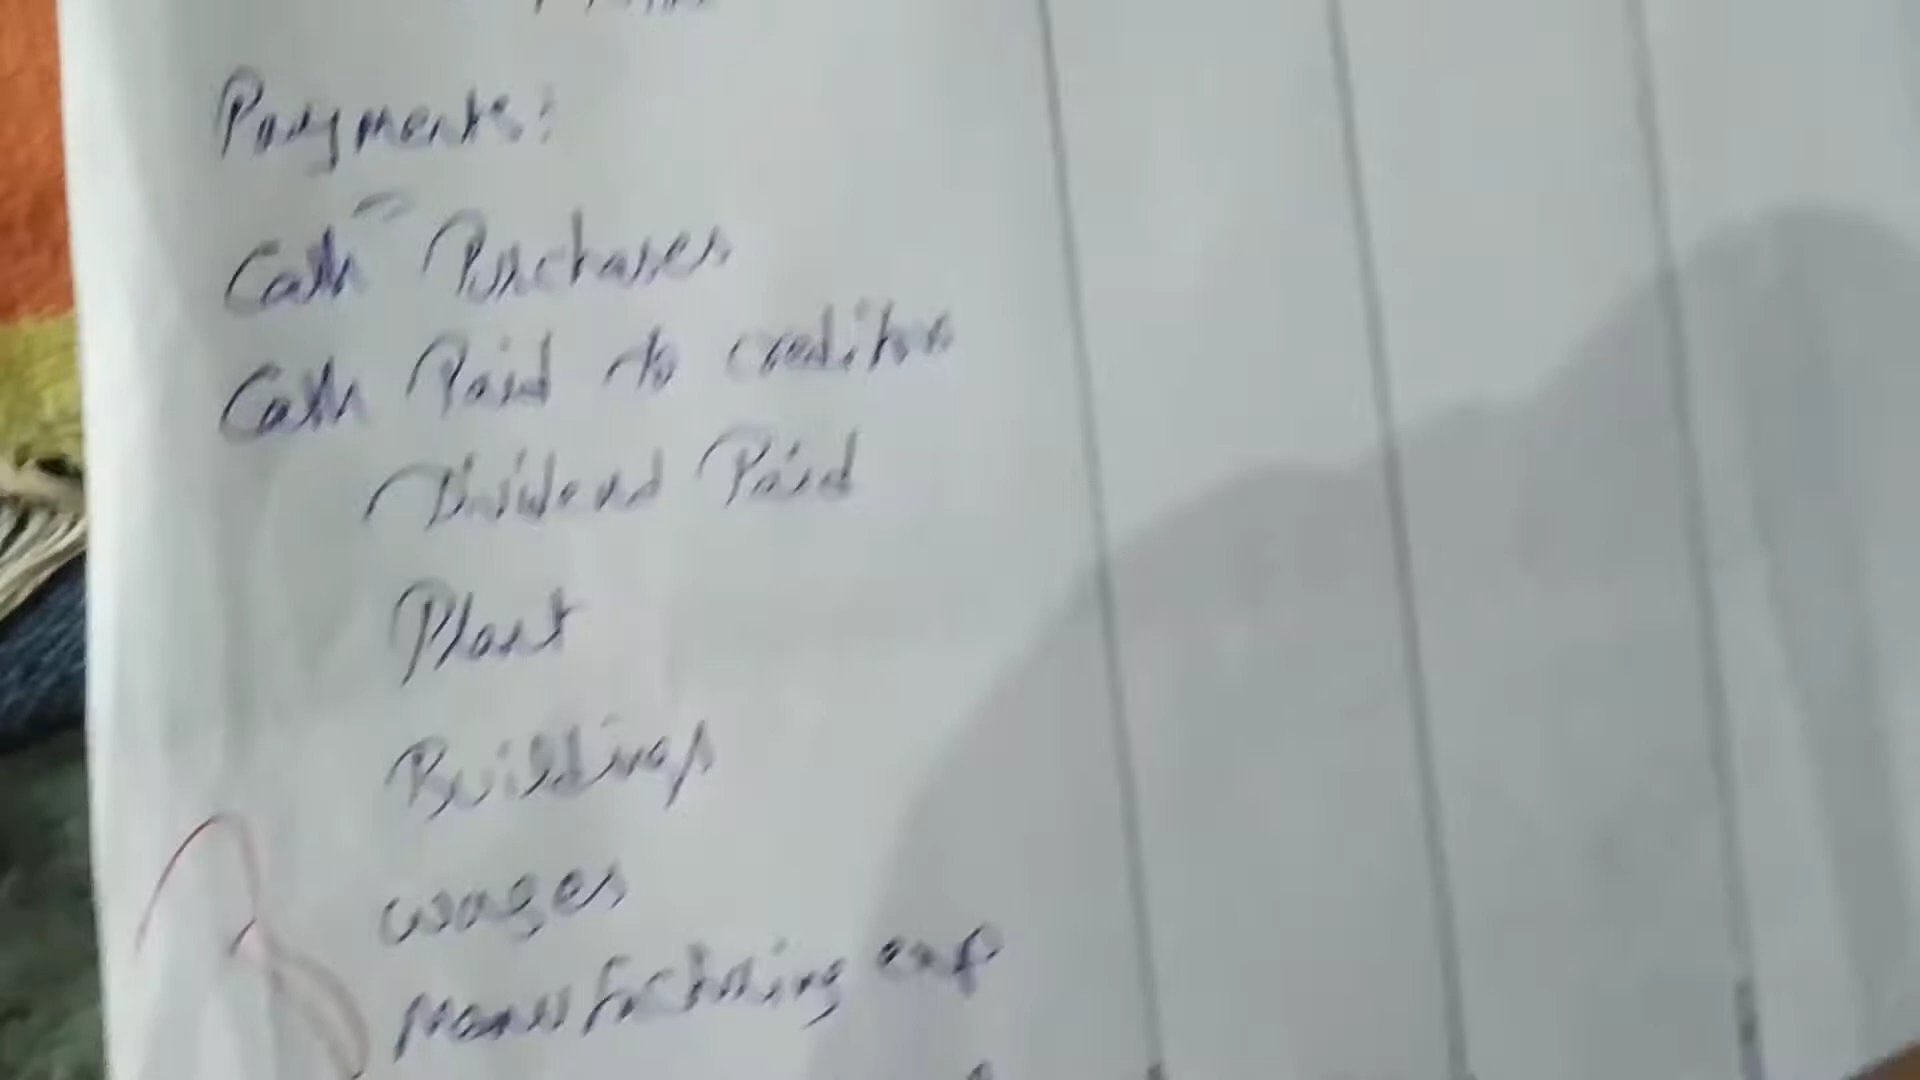 Payments:
Cash Purchases
Cash Paid to creditors
Dividend Paid
Plant
Buildings
wages
Manufacturing exp